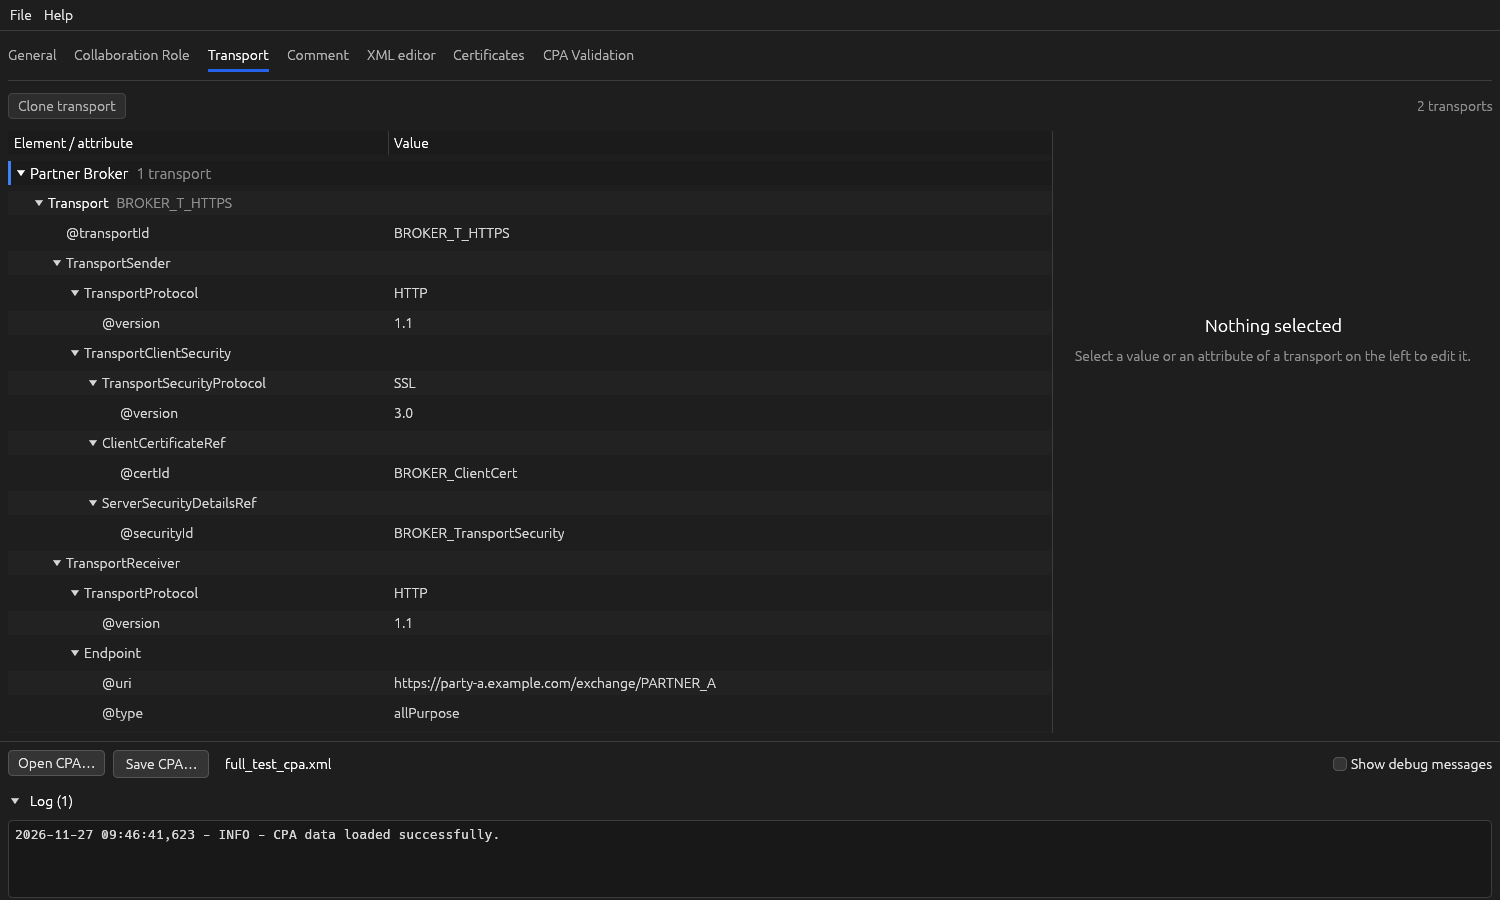 File Help
General Collaboration Role Transport Comment XML editor Certificates CPA Validation
Clone transport 2 transports
Element / attribute Value
Partner Broker 1 transport
Transport BROKER_T_HTTPS
@transportId BROKER_T_HTTPS
TransportSender
TransportProtocol HTTP
@version 1.1
TransportClientSecurity
TransportSecurityProtocol SSL
@version 3.0
ClientCertificateRef
@certId BROKER_ClientCert
ServerSecurityDetailsRef
@securityId BROKER_TransportSecurity
TransportReceiver
TransportProtocol HTTP
@version 1.1
Endpoint
@uri https://party-a.example.com/exchange/PARTNER_A
@type allPurpose
Nothing selected
Select a value or an attribute of a transport on the left to edit it.
Open CPA... Save CPA... full_test_cpa.xml Show debug messages
Log (1)
2026-11-27 09:46:41,623 - INFO - CPA data loaded successfully.